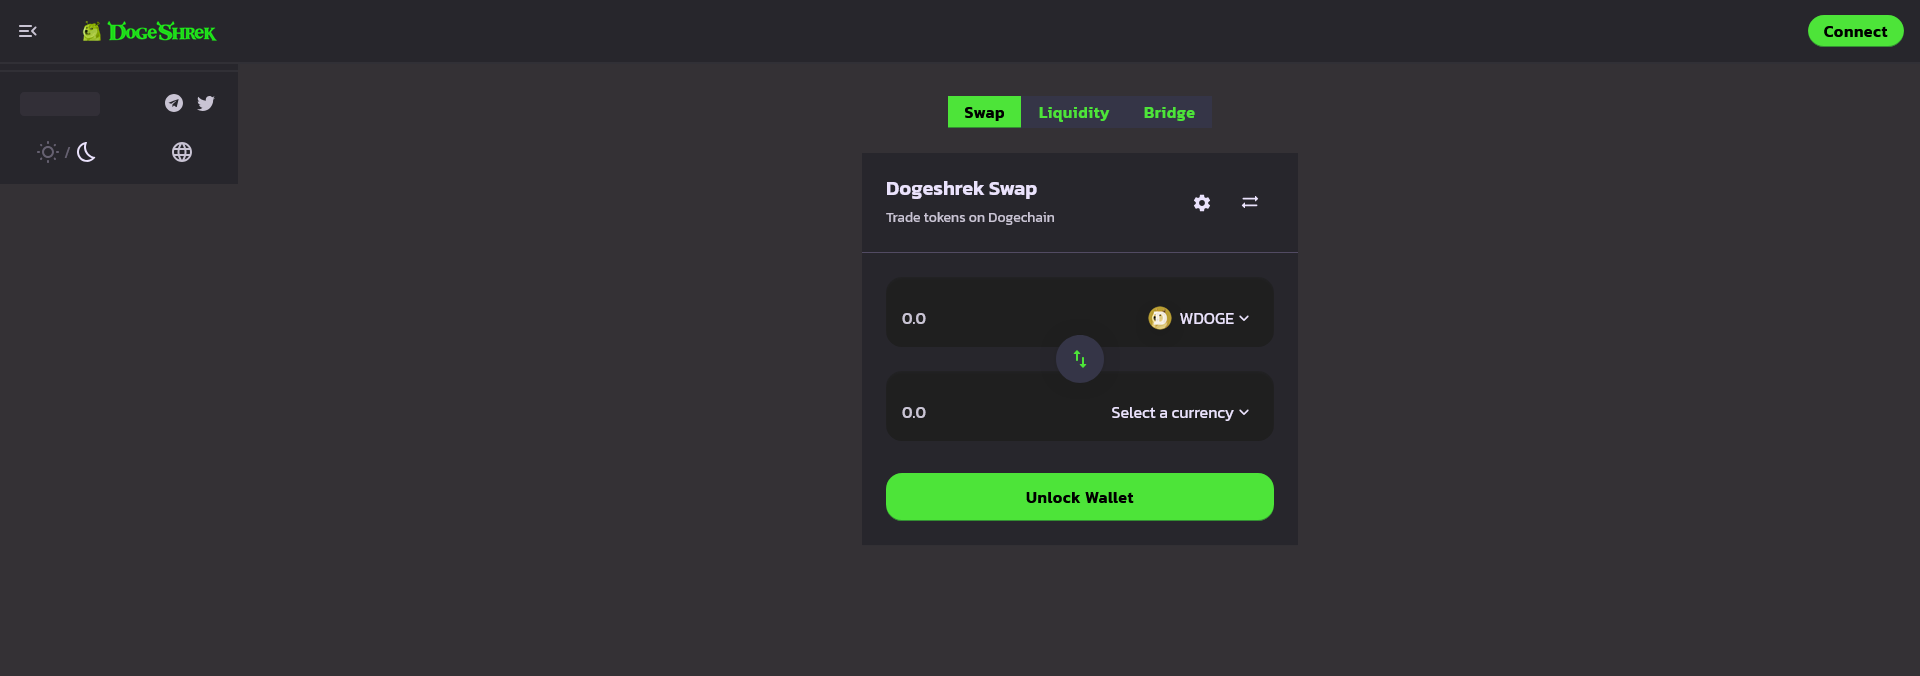 DogeShrek
Connect
/
Swap Liquidity Bridge
Dogeshrek Swap
Trade tokens on Dogechain
0.0 WDOGE
0.0 Select a currency
Unlock Wallet